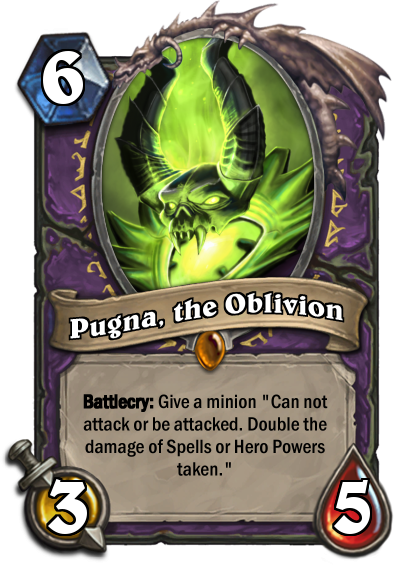 6
Pugna, the Oblivion
Battlecry: Give a minion "Can not
attack or be attacked. Double the
damage of Spells or Hero Powers
taken."
3
5